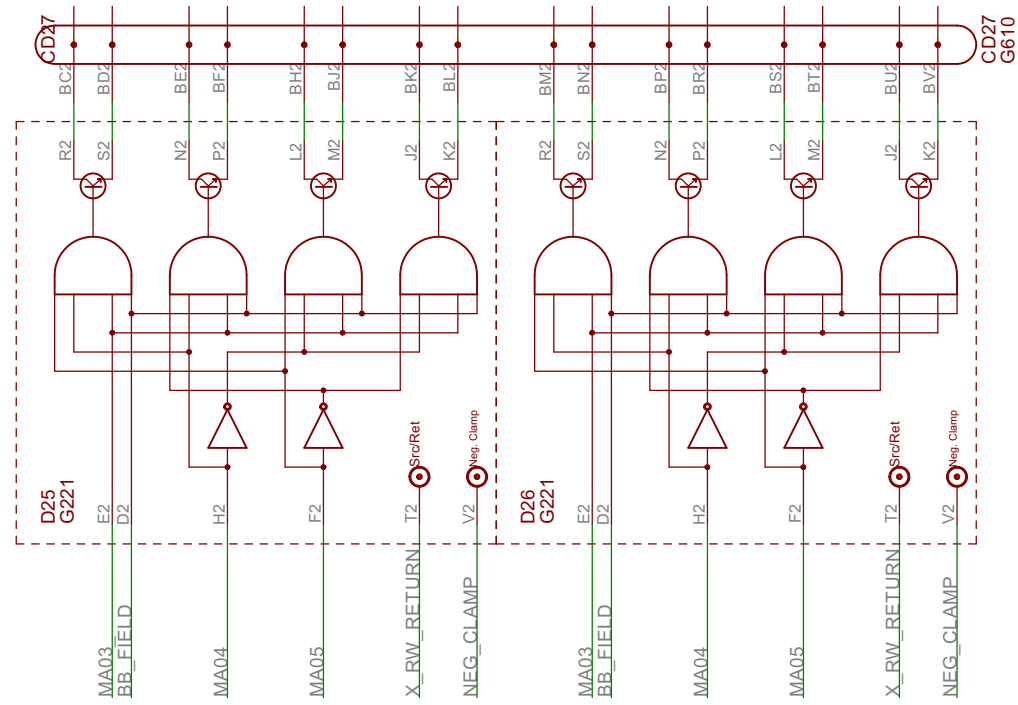 CD27
CD27
G610
BC2
BD2
BE2
BF2
BH2
BJ2
BK2
BL2
BM2
BN2
BP2
BR2
BS2
BT2
BU2
BV2
R2
S2
N2
P2
L2
M2
J2
K2
R2
S2
N2
P2
L2
M2
J2
K2
Src/Ret
Neg. Clamp
Src/Ret
Neg. Clamp
D25
G221
E2
D2
H2
F2
T2
V2
D26
G221
E2
D2
H2
F2
T2
V2
MA03
BB_FIELD
MA04
MA05
X_RW_RETURN
NEG_CLAMP
MA03
BB_FIELD
MA04
MA05
X_RW_RETURN
NEG_CLAMP